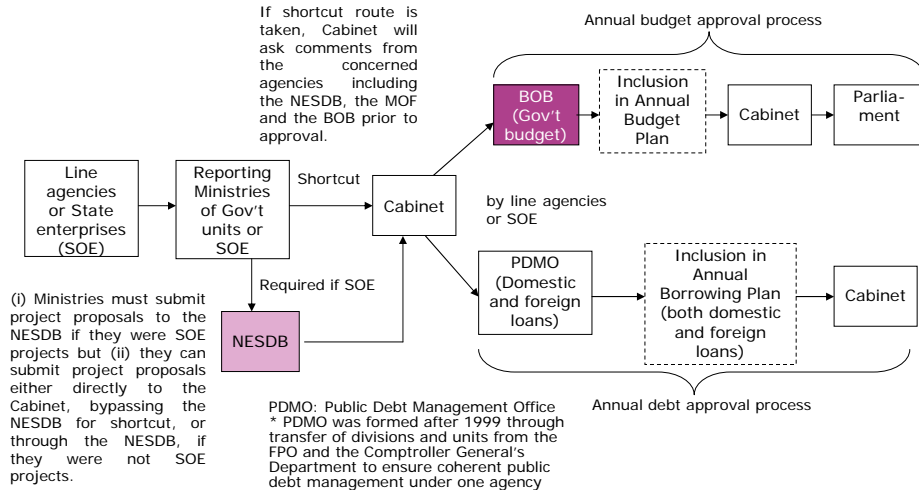 If shortcut route is
taken, Cabinet will
ask comments from
the concerned
agencies including
the NESDB, the MOF
and the BOB prior to
approval.
Annual budget approval process
BOB
(Gov't
budget)
Inclusion
in Annual
Budget
Plan
Cabinet
Parlia-
ment
Line
agencies
or State
enterprises
(SOE)
Reporting
Ministries
of Gov't
units or
SOE
Shortcut
Cabinet
by line agencies
or SOE
Required if SOE
NESDB
PDMO
(Domestic
and foreign
loans)
Inclusion in
Annual
Borrowing Plan
(both domestic
and foreign
loans)
Cabinet
Annual debt approval process
(i) Ministries must submit
project proposals to the
NESDB if they were SOE
projects but (ii) they can
submit project proposals
either directly to the
Cabinet, bypassing the
NESDB for shortcut, or
through the NESDB, if
they were not SOE
projects.
PDMO: Public Debt Management Office
* PDMO was formed after 1999 through
transfer of divisions and units from the
FPO and the Comptroller General's
Department to ensure coherent public
debt management under one agency